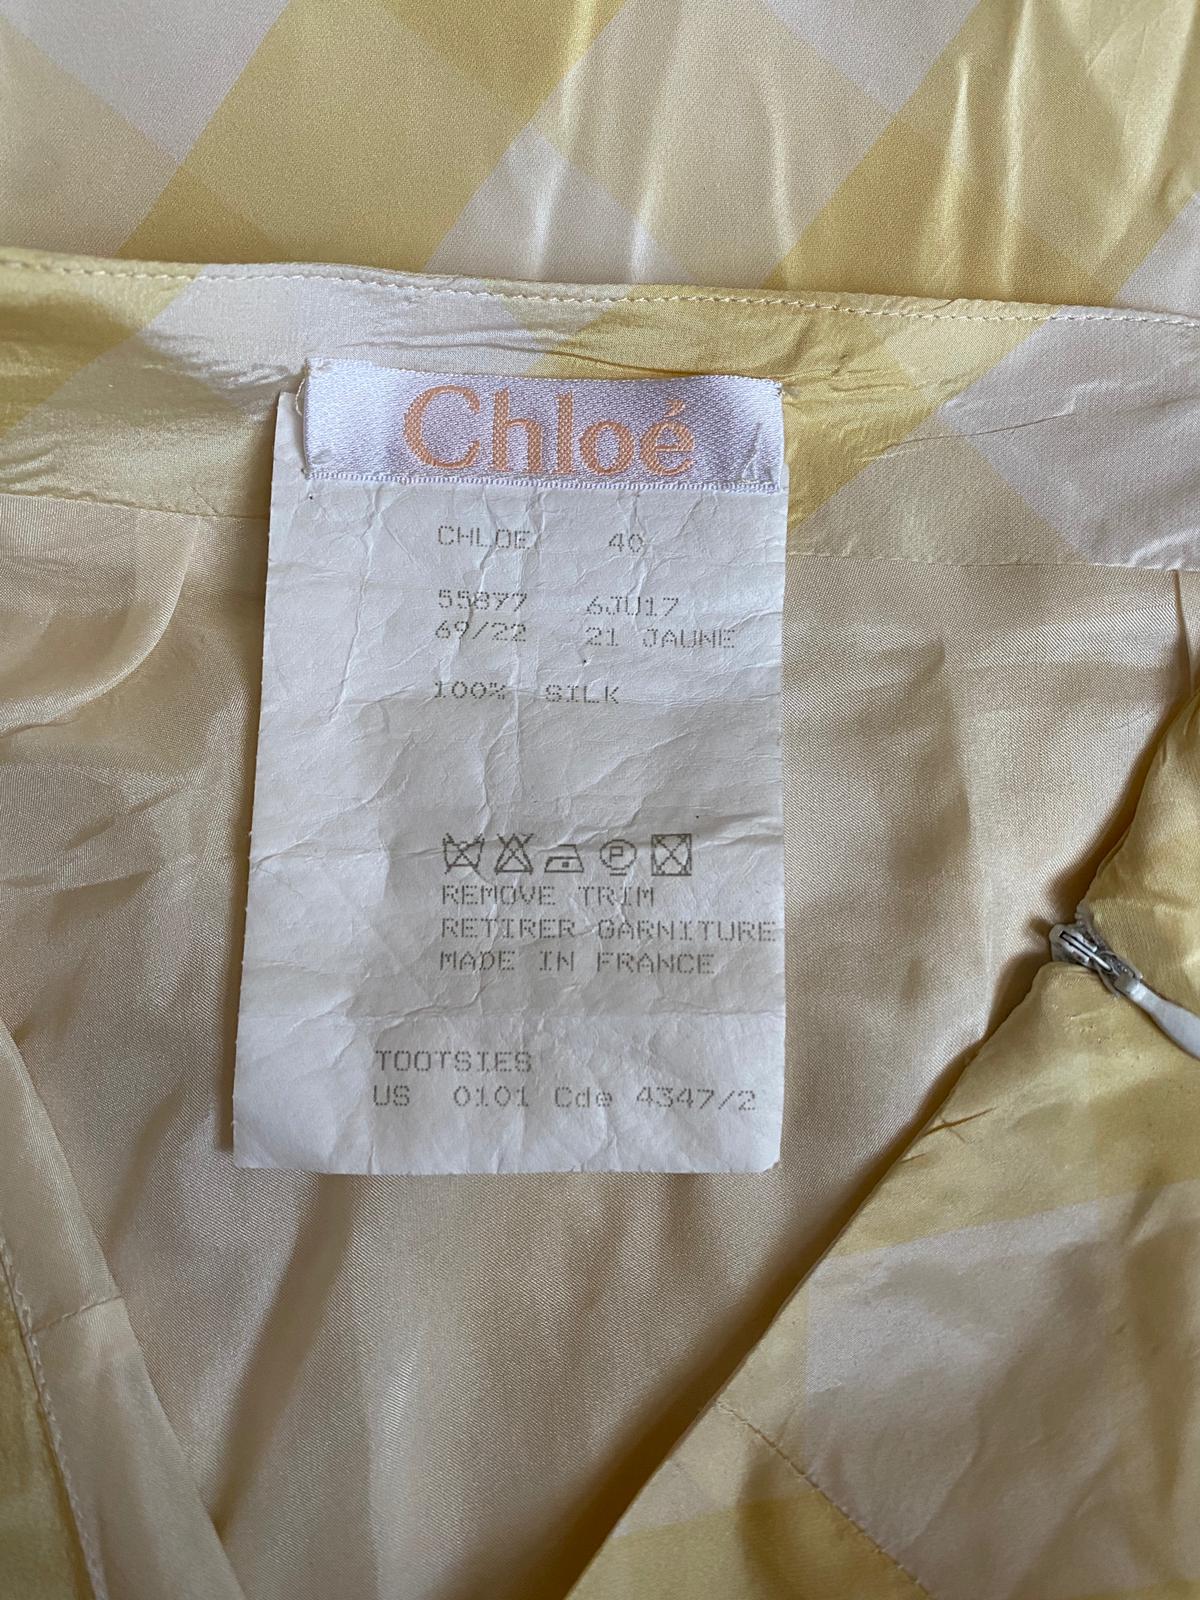 Chloé
CHLOE 40
55877 6JU17
69/22 21 JAUNE
100% SILK
P
REMOVE TRIM
RETIRER GARNITURE
MADE IN FRANCE
TOOTSIES
US 0101 Cde 4347/2